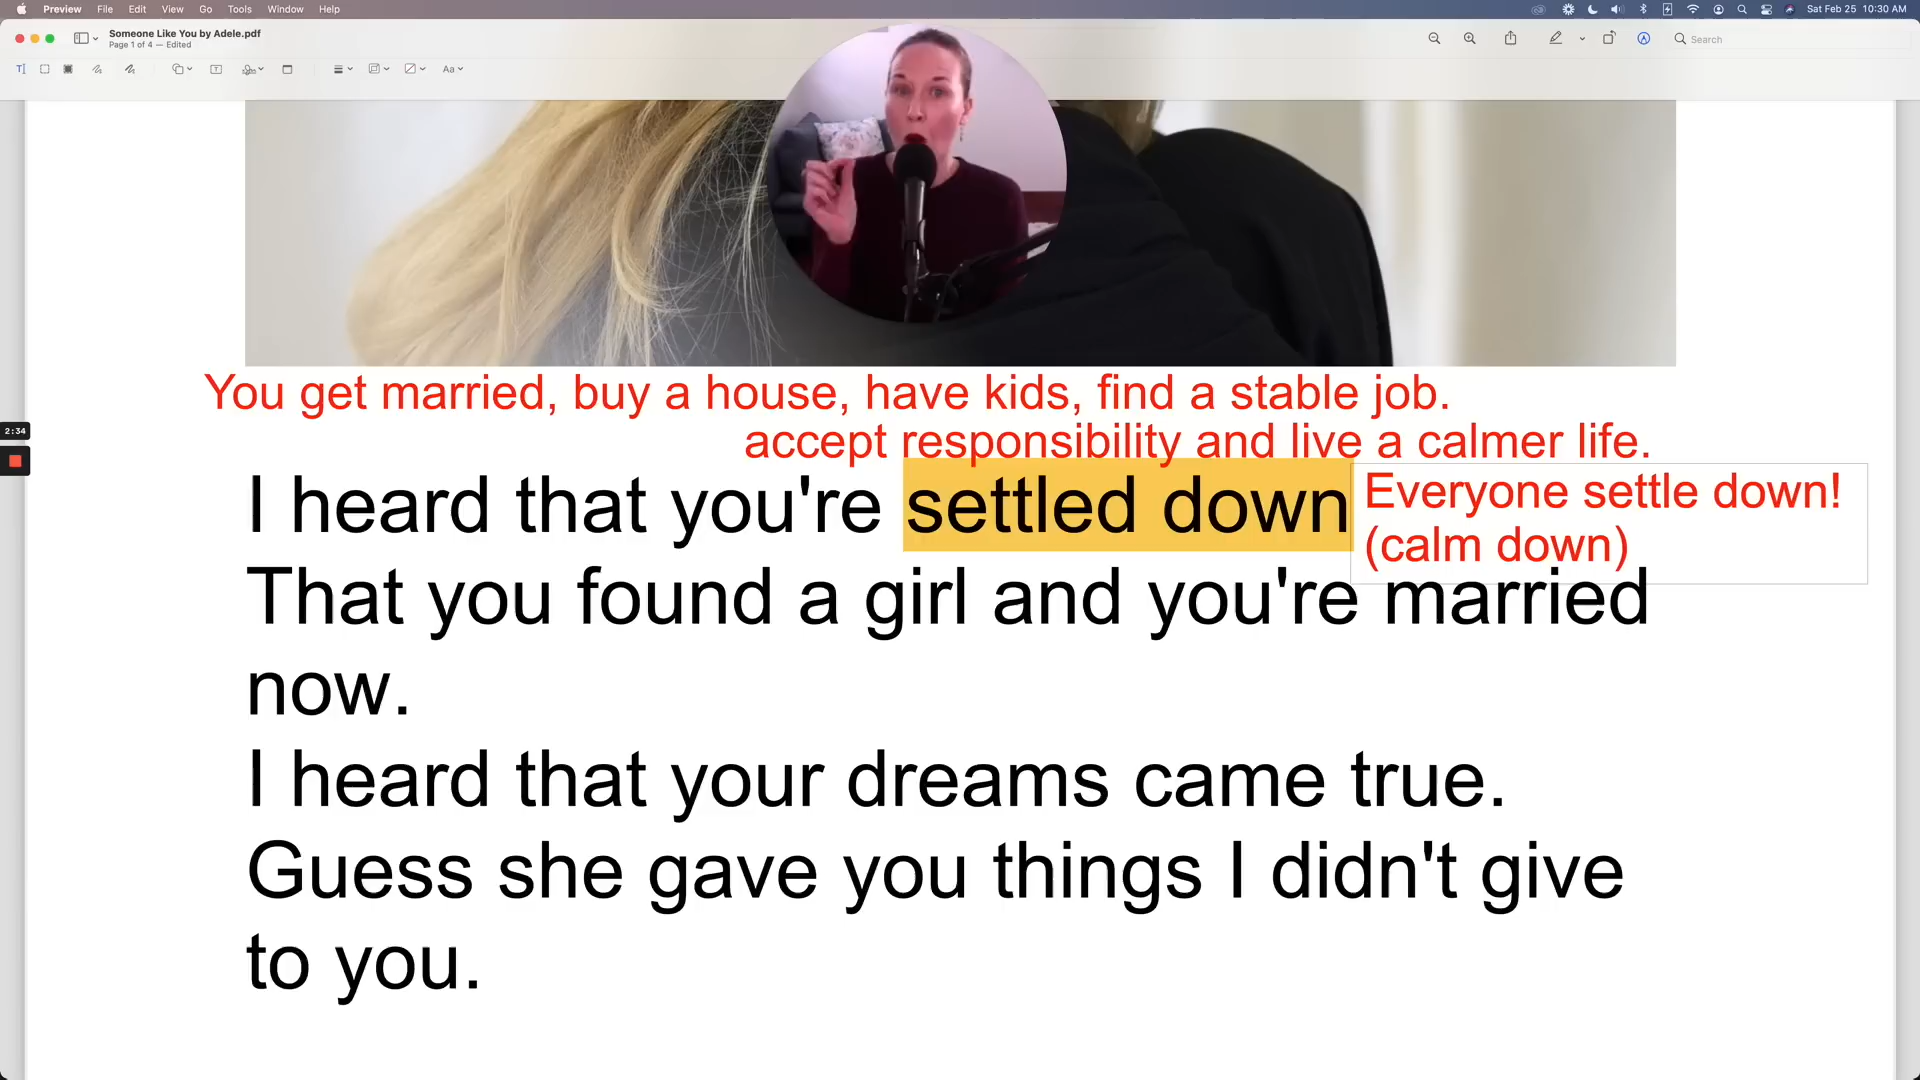 Preview File Edit View Go Tools Window Help Sat Feb 25 10:30 AM
Someone Like You by Adele.pdf
Page 1 of 4 — Edited
Search
Aa
2:34
You get married, buy a house, have kids, find a stable job.
accept responsibility and live a calmer life.
I heard that you're settled down
Everyone settle down!
(calm down)
That you found a girl and you're married
now.
I heard that your dreams came true.
Guess she gave you things I didn't give
to you.